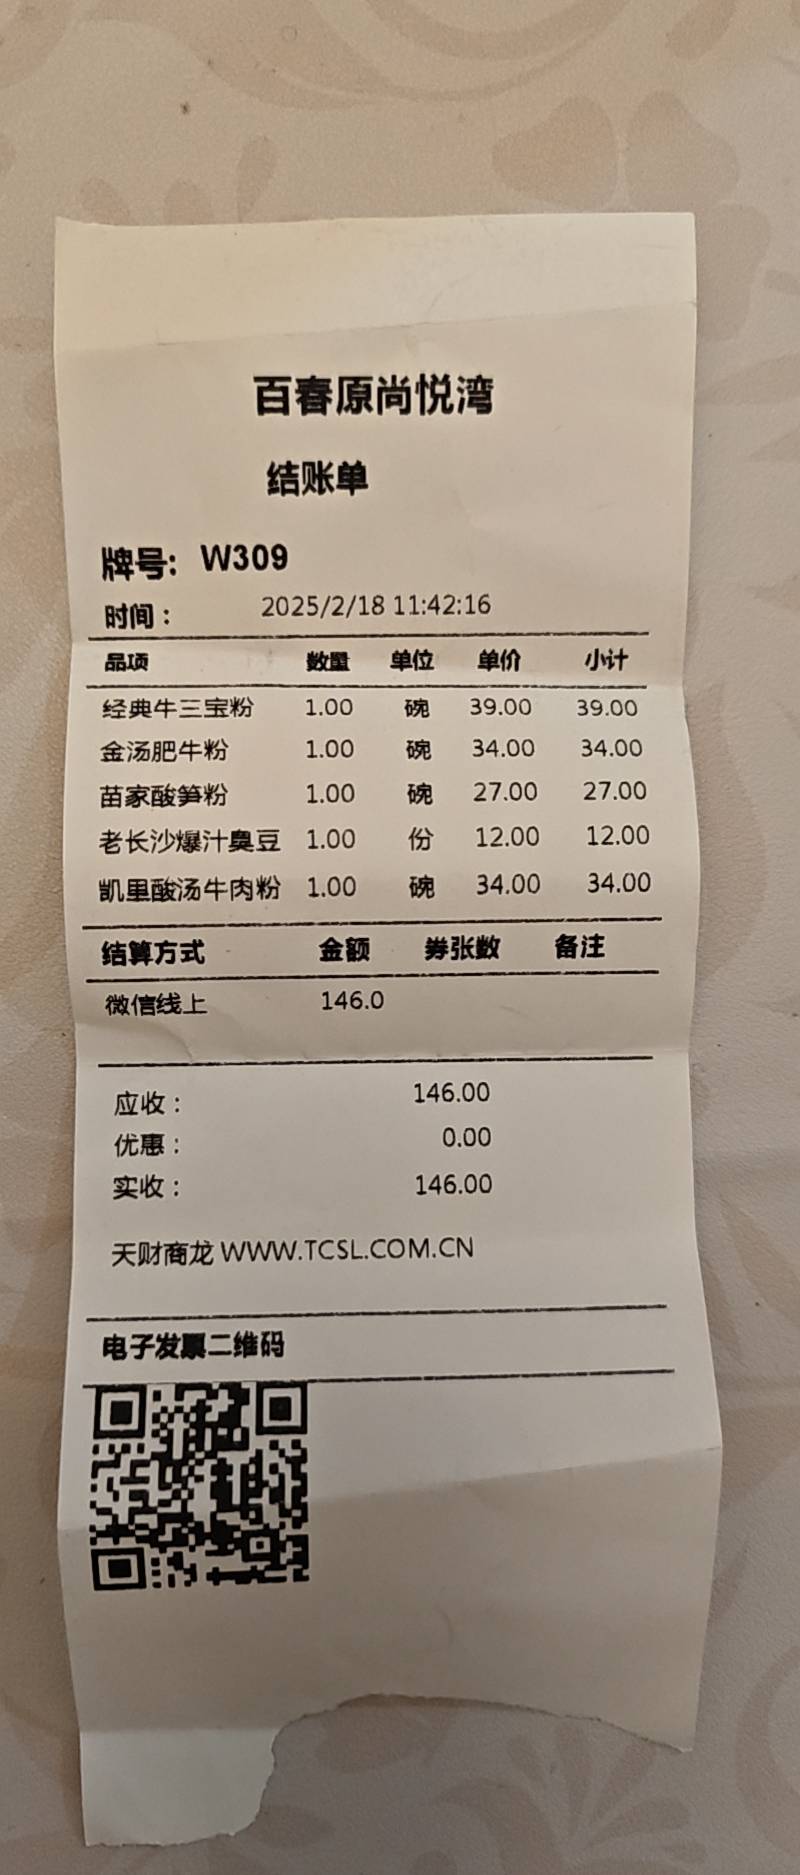 百春原尚悦湾
结账单
牌号: W309
时间： 2025/2/18 11:42:16
品项 数量 单位 单价 小计
经典牛三宝粉 1.00 碗 39.00 39.00
金汤肥牛粉 1.00 碗 34.00 34.00
苗家酸笋粉 1.00 碗 27.00 27.00
老长沙爆汁臭豆 1.00 份 12.00 12.00
凯里酸汤牛肉粉 1.00 碗 34.00 34.00
结算方式 金额 券张数 备注
微信线上 146.0
应收： 146.00
优惠： 0.00
实收： 146.00
天财商龙 WWW.TCSL.COM.CN
电子发票二维码